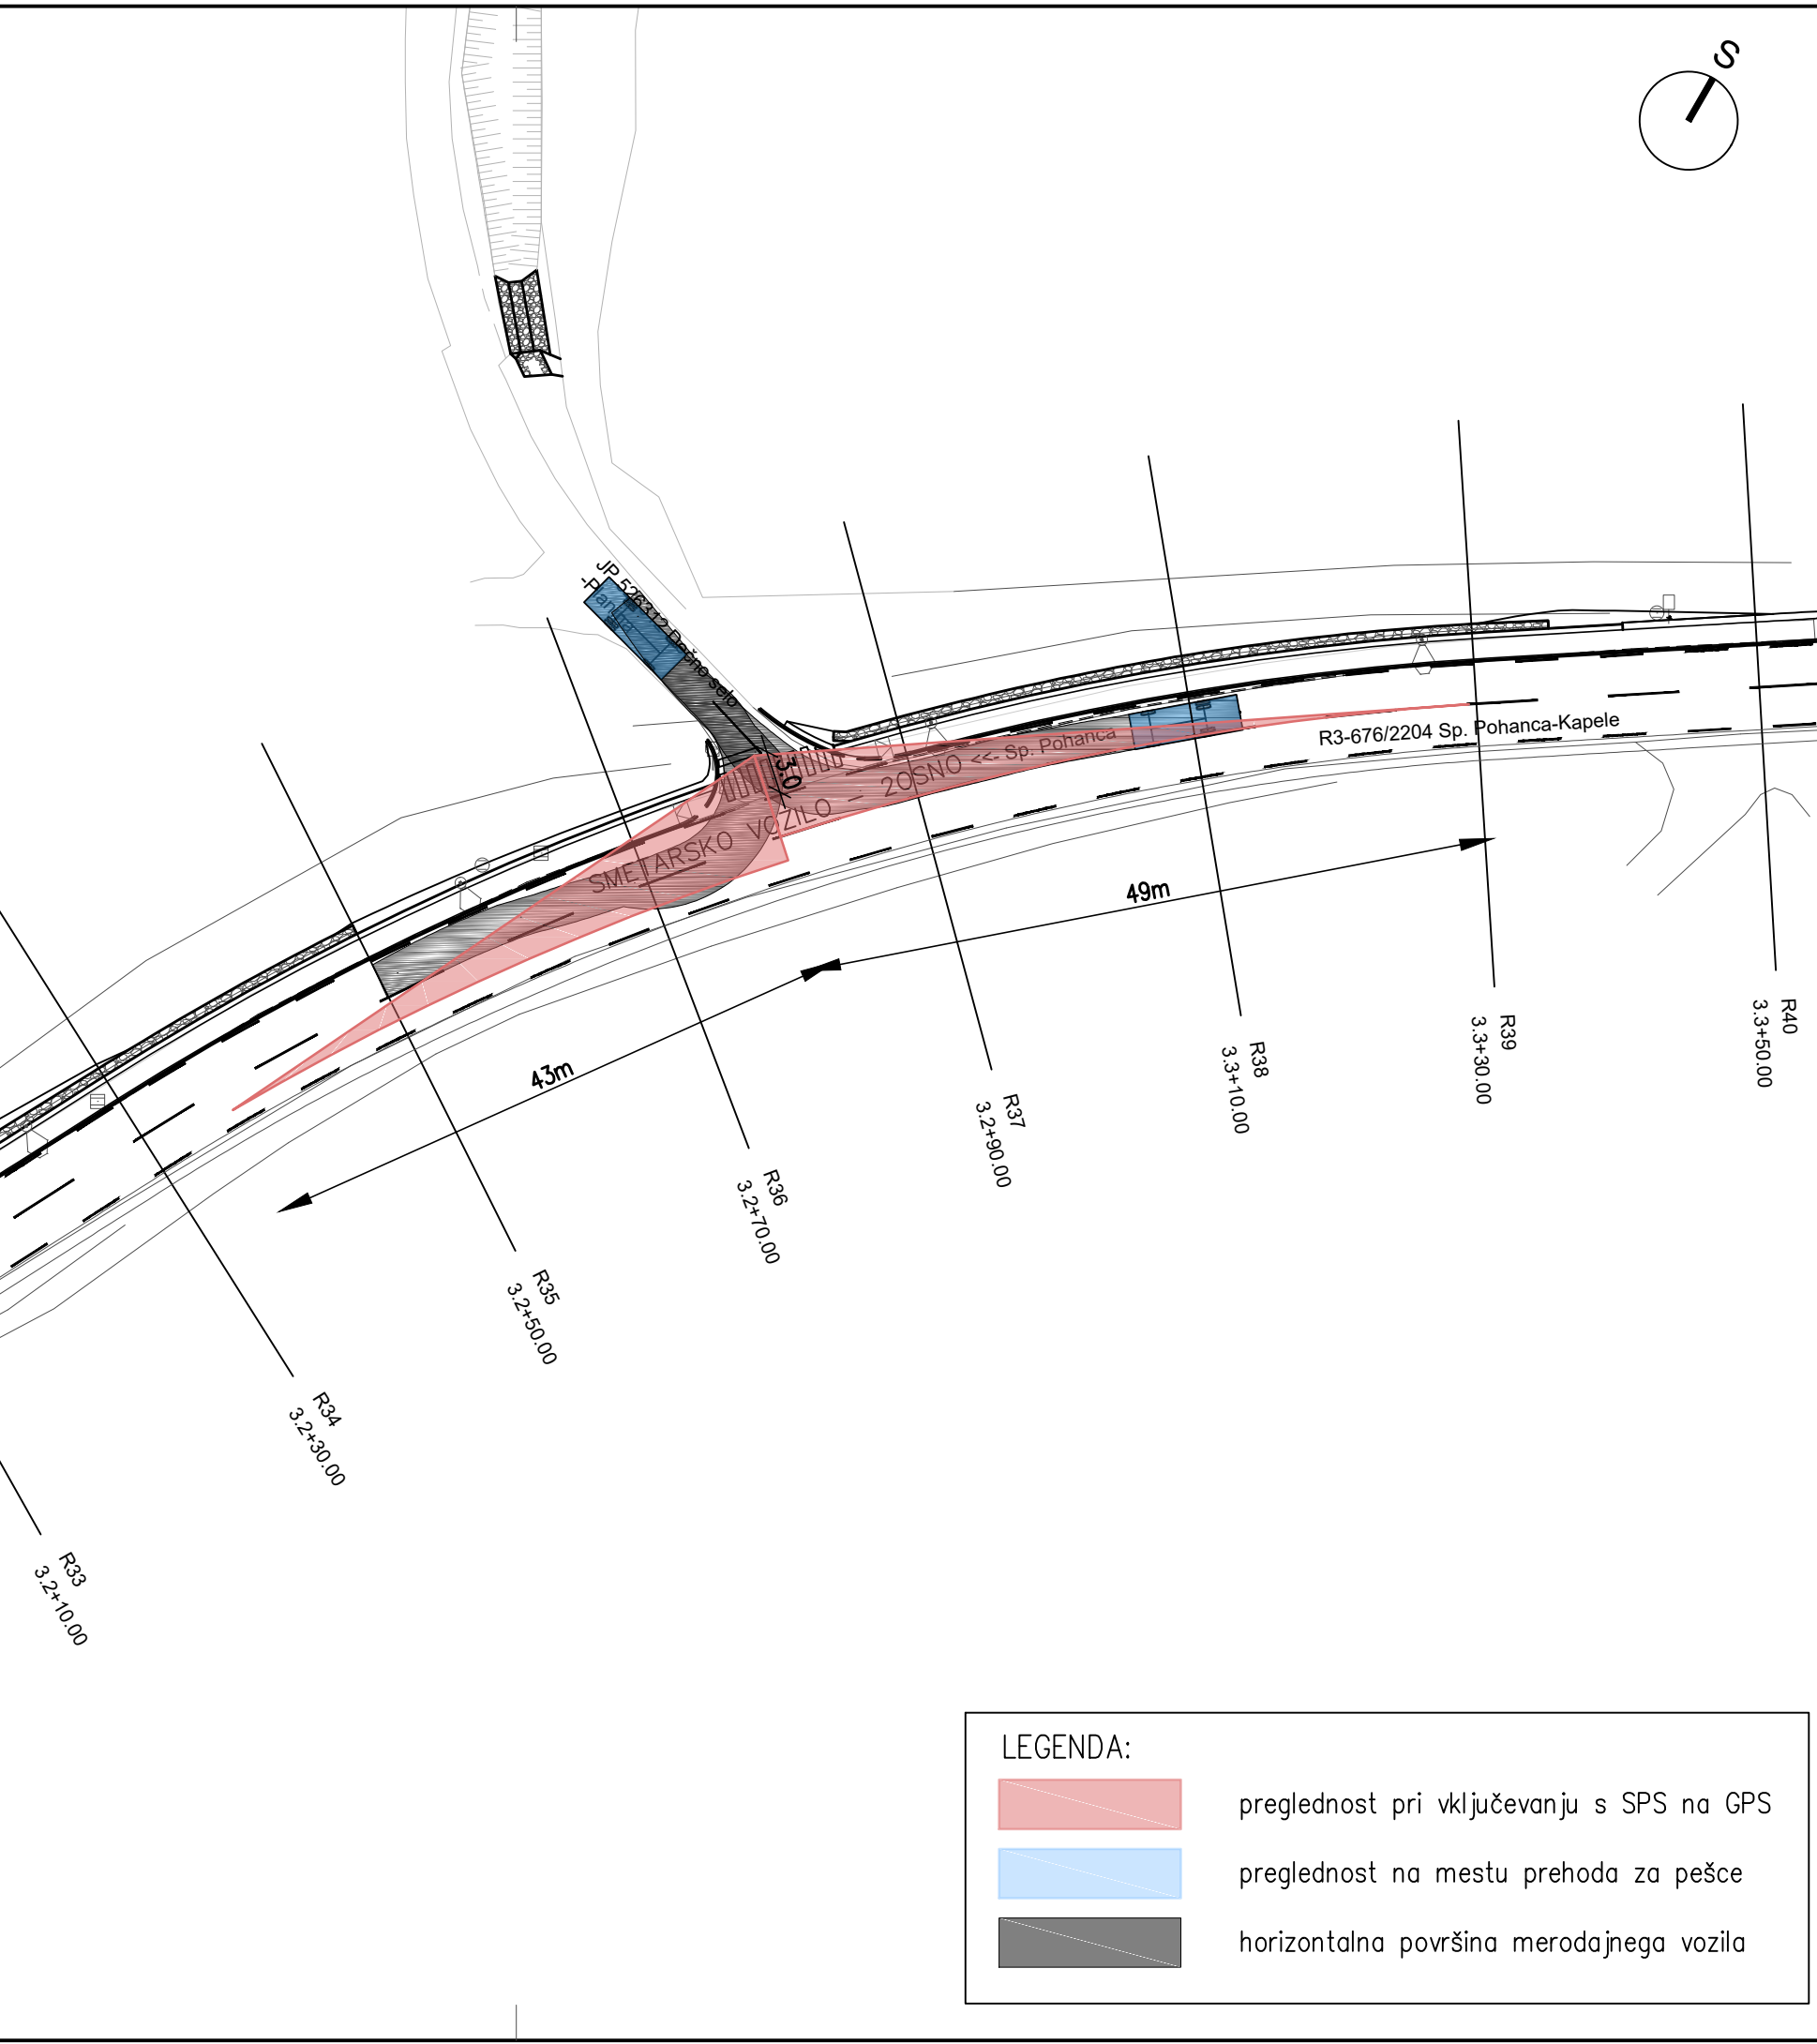 S
JP 526312 Dečno selo
3.0
SMETARSKO VOZILO – 2OSNO
<<- Sp. Pohanca
R3-676/2204 Sp. Pohanca-Kapele
49m
43m
R40
3.3+50.00
R39
3.3+30.00
R38
3.3+10.00
R37
3.2+90.00
R36
3.2+70.00
R35
3.2+50.00
R34
3.2+30.00
R33
3.2+10.00
LEGENDA:
preglednost pri vključevanju s SPS na GPS
preglednost na mestu prehoda za pešce
horizontalna površina merodajnega vozila